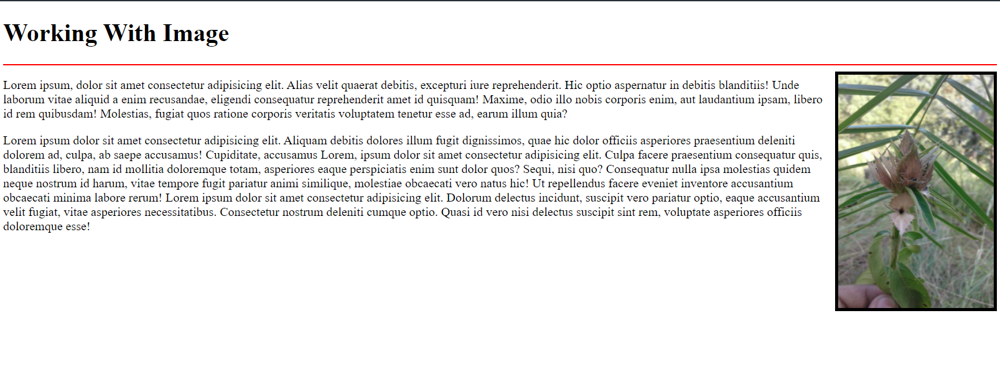 Working With Image
Lorem ipsum, dolor sit amet consectetur adipisicing elit. Alias velit quaerat debitis, excepturi iure reprehenderit. Hic optio aspernatur in debitis blanditiis! Unde
laborum vitae aliquid a enim recusandae, eligendi consequatur reprehenderit amet id quisquam! Maxime, odio illo nobis corporis enim, aut laudantium ipsam, libero
id rem quibusdam! Molestias, fugiat quos ratione corporis veritatis voluptatem tenetur esse ad, earum illum quia?
Lorem ipsum dolor sit amet consectetur adipisicing elit. Aliquam debitis dolores illum fugit dignissimos, quae hic dolor officiis asperiores praesentium deleniti
dolorem ad, culpa, ab saepe accusamus! Cupiditate, accusamus Lorem, ipsum dolor sit amet consectetur adipisicing elit. Culpa facere praesentium consequatur quis,
blanditiis libero, nam id mollitia doloremque totam, asperiores eaque perspiciatis enim sunt dolor quos? Sequi, nisi quo? Consequatur nulla ipsa molestias quidem
neque nostrum id harum, vitae tempore fugit pariatur animi similique, molestiae obcaecati vero natus hic! Ut repellendus facere eveniet inventore accusantium
obcaecati minima labore rerum! Lorem ipsum dolor sit amet consectetur adipisicing elit. Dolorum delectus incidunt, suscipit vero pariatur optio, eaque accusantium
velit fugiat, vitae asperiores necessitatibus. Consectetur nostrum deleniti cumque optio. Quasi id vero nisi delectus suscipit sint rem, voluptate asperiores officiis
doloremque esse!